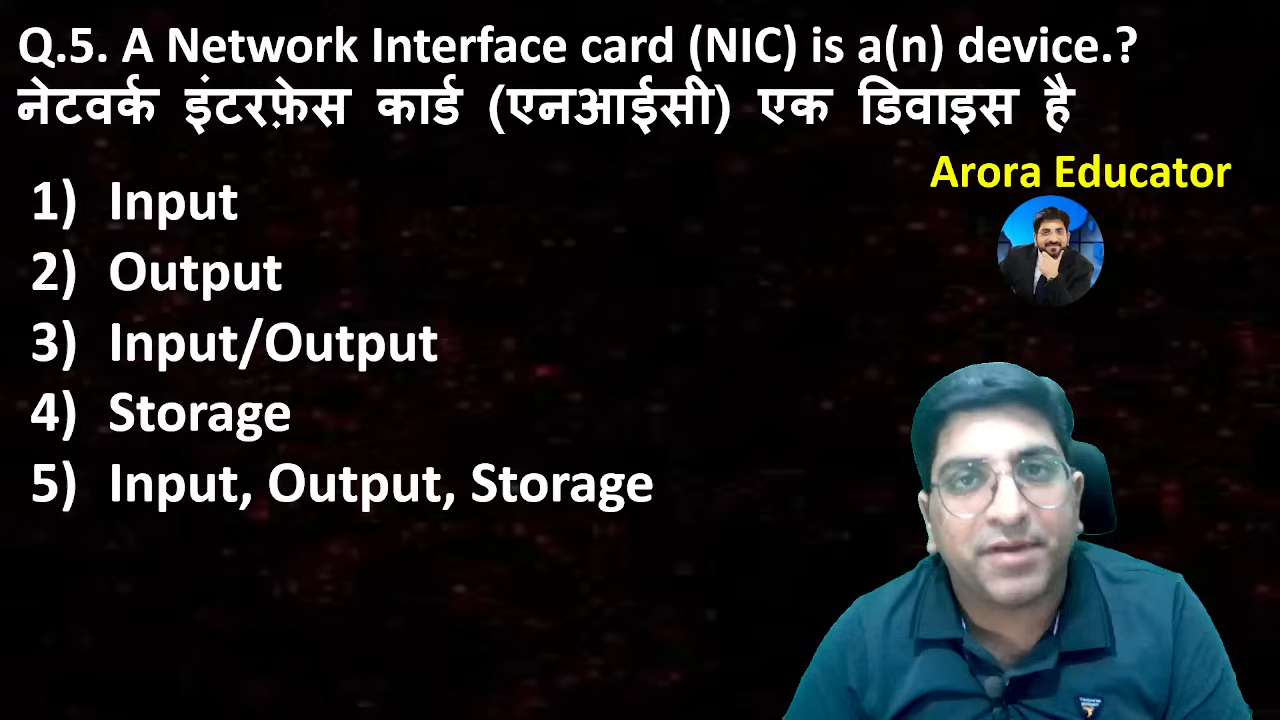 Q.5. A Network Interface card (NIC) is a(n) device.?
नेटवर्क इंटरफ़ेस कार्ड (एनआईसी) एक डिवाइस है
Arora Educator
1) Input
2) Output
3) Input/Output
4) Storage
5) Input, Output, Storage